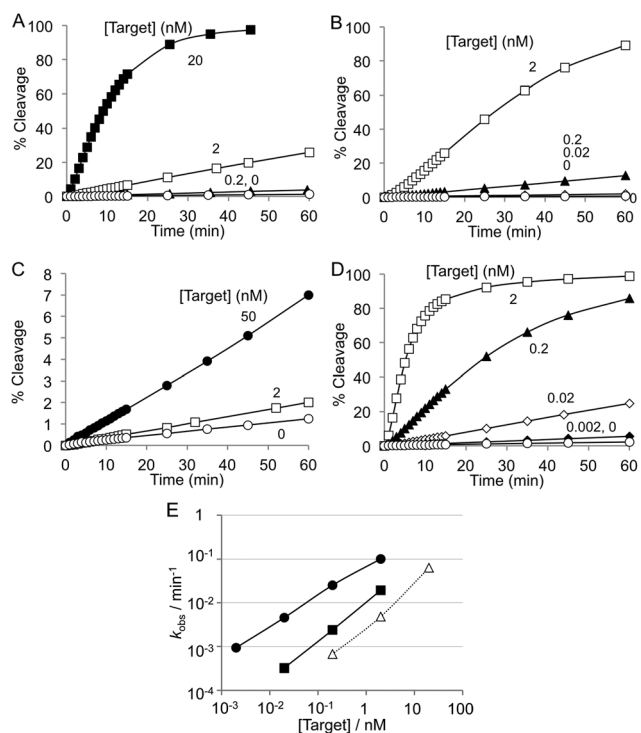 A
[Target] (nM)
100
80
60
40
20
0
% Cleavage
20
2
0.2, 0
0 10 20 30 40 50 60
Time (min)
B
[Target] (nM)
100
80
60
40
20
0
% Cleavage
2
0.2
0.02
0
0
0 10 20 30 40 50 60
Time (min)
C
[Target] (nM)
8
7
6
5
4
3
2
1
0
% Cleavage
50
2
0
0 10 20 30 40 50 60
Time (min)
D
[Target] (nM)
100
80
60
40
20
0
% Cleavage
2
0.2
0.02
0.002, 0
0 10 20 30 40 50 60
Time (min)
E
1
10⁻¹
10⁻²
10⁻³
10⁻⁴
k_obs / min⁻¹
10⁻³ 10⁻² 10⁻¹ 1 10 100
[Target] / nM